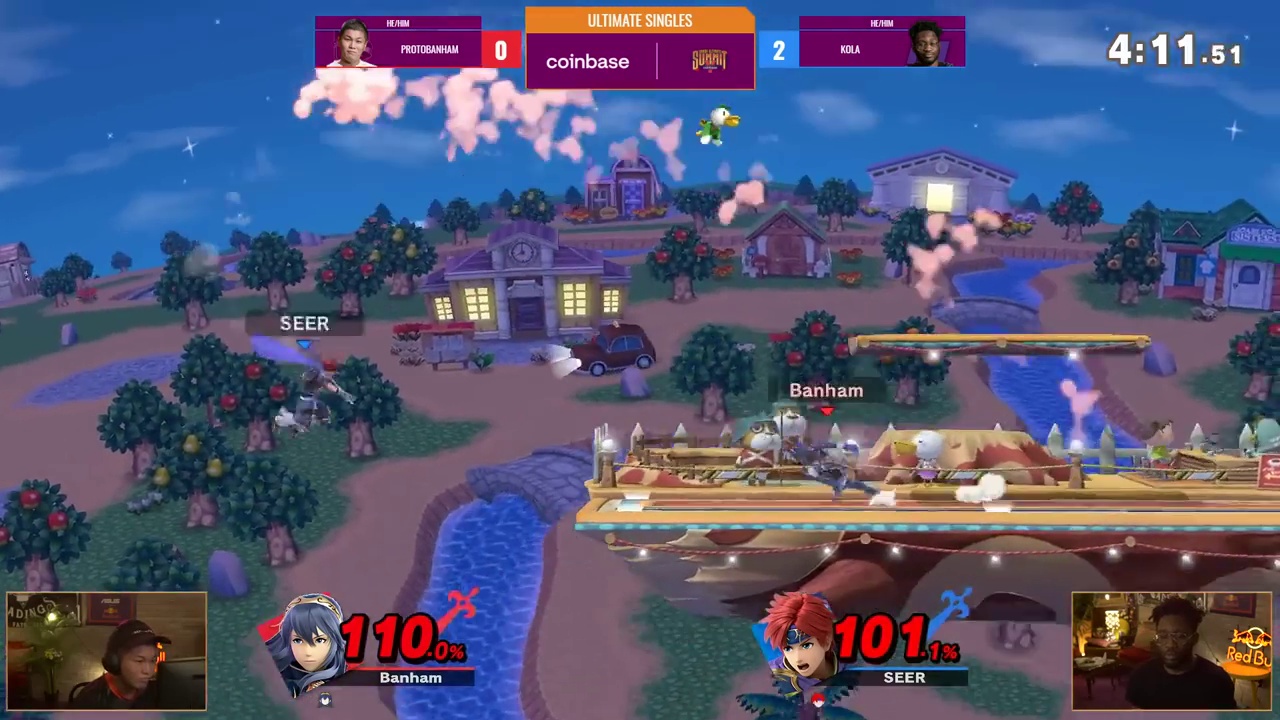 HE/HIM
PROTOBANHAM
0
ULTIMATE SINGLES
coinbase
SUMMIT
2
HE/HIM
KOLA
4:11.51
SEER
Banham
110.0%
Banham
101.1%
SEER
Red Bu